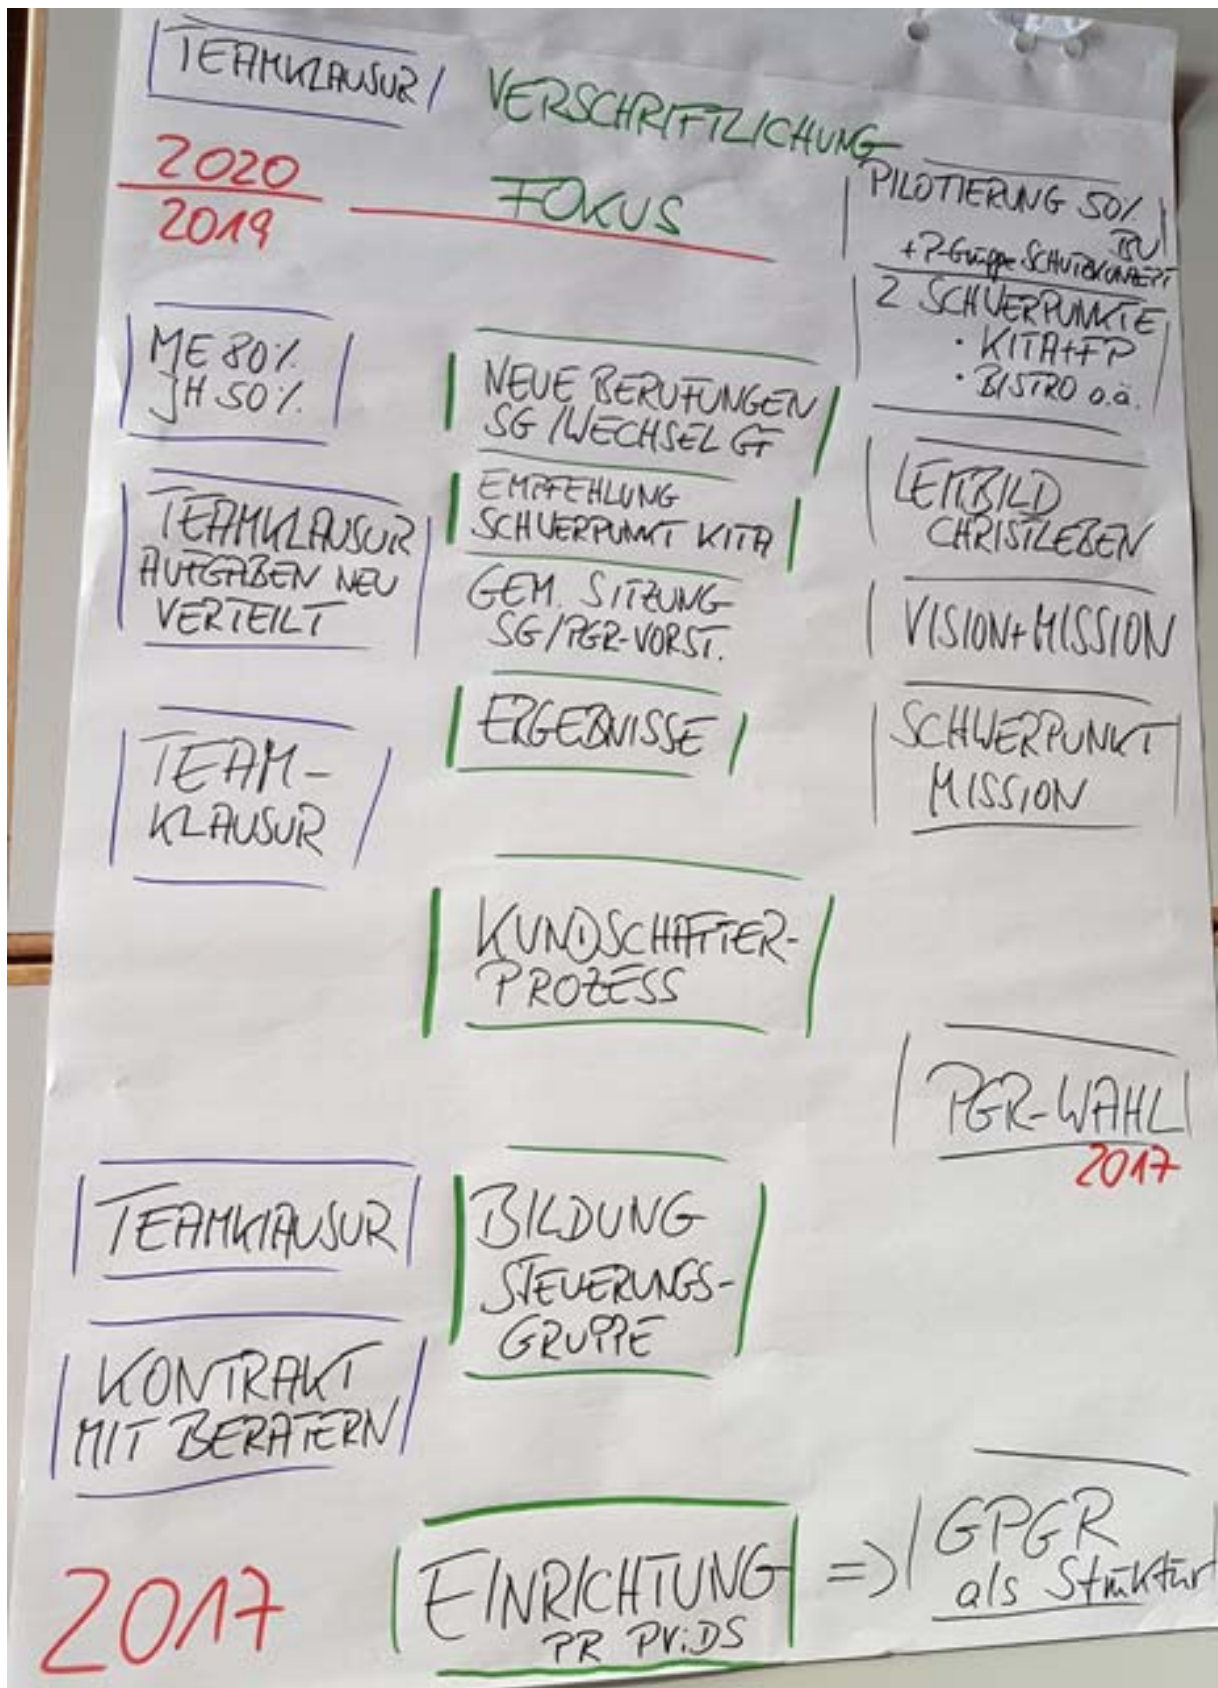 TEAMKLAUSUR
2020
2019
ME 80%
JH 50%
TEAMKLAUSUR
AUFGABEN NEU
VERTEILT
TEAM-
KLAUSUR
TEAMKLAUSUR
KONTRAKT
MIT BERATERN
2017
VERSCHRIFTLICHUNG
FOKUS
NEUE BERUFUNGEN
SG / WECHSEL GF
EMPFEHLUNG
SCHWERPUNKT KITA
GEM. SITZUNG
SG / PGR-VORST.
ERGEBNISSE
KUNDSCHAFTER-
PROZESS
BILDUNG
STEUERUNGS-
GRUPPE
EINRICHTUNG
PR PV:DS
PILOTIERUNG 50%
BU
+ P-Gruppe SCHUTZKONZEPT
2 SCHWERPUNKTE
• KITA+FP
• BISTRO o.ä.
LEITBILD
CHRISTLEBEN
VISION+MISSION
SCHWERPUNKT
MISSION
PGR-WAHL
2017
=> GPGR
als Struktur